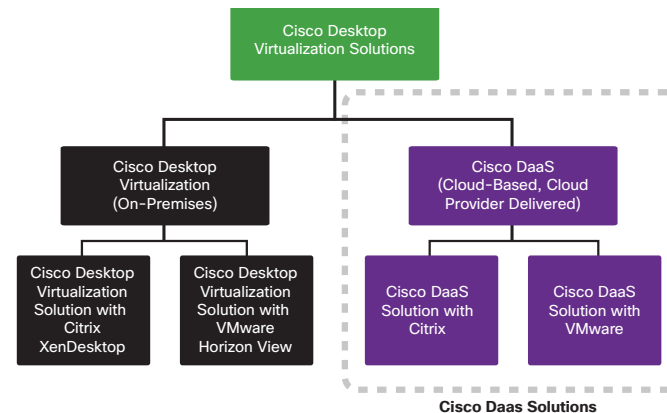 Cisco Desktop
Virtualization Solutions
Cisco Desktop
Virtualization
(On-Premises)
Cisco DaaS
(Cloud-Based, Cloud
Provider Delivered)
Cisco Desktop
Virtualization
Solution with
Citrix
XenDesktop
Cisco Desktop
Virtualization
Solution with
VMware
Horizon View
Cisco DaaS
Solution with
Citrix
Cisco DaaS
Solution with
VMware
Cisco Daas Solutions